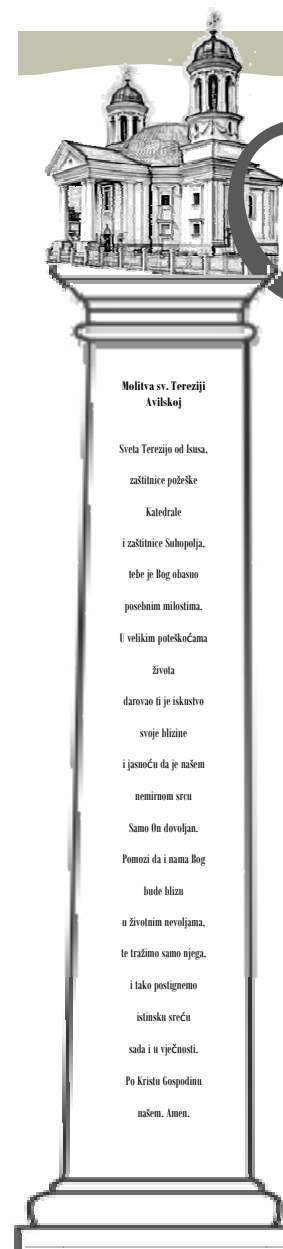 Molitva sv. Tereziji
Avilskoj
Sveta Terezijo od Isusa,
zaštitnice požeške
Katedrale
i zaštitnice Suhopolja,
tebe je Bog obasuo
posebnim milostima.
U velikim poteškoćama
života
darovao ti je iskustvo
svoje blizine
i jasnoću da je našem
nemirnom srcu
Samo On dovoljan.
Pomozi da i nama Bog
bude blizu
u životnim nevoljama,
te tražimo samo njega,
i tako postignemo
istinsku sreću
sada i u vječnosti.
Po Kristu Gospodinu
našem. Amen.